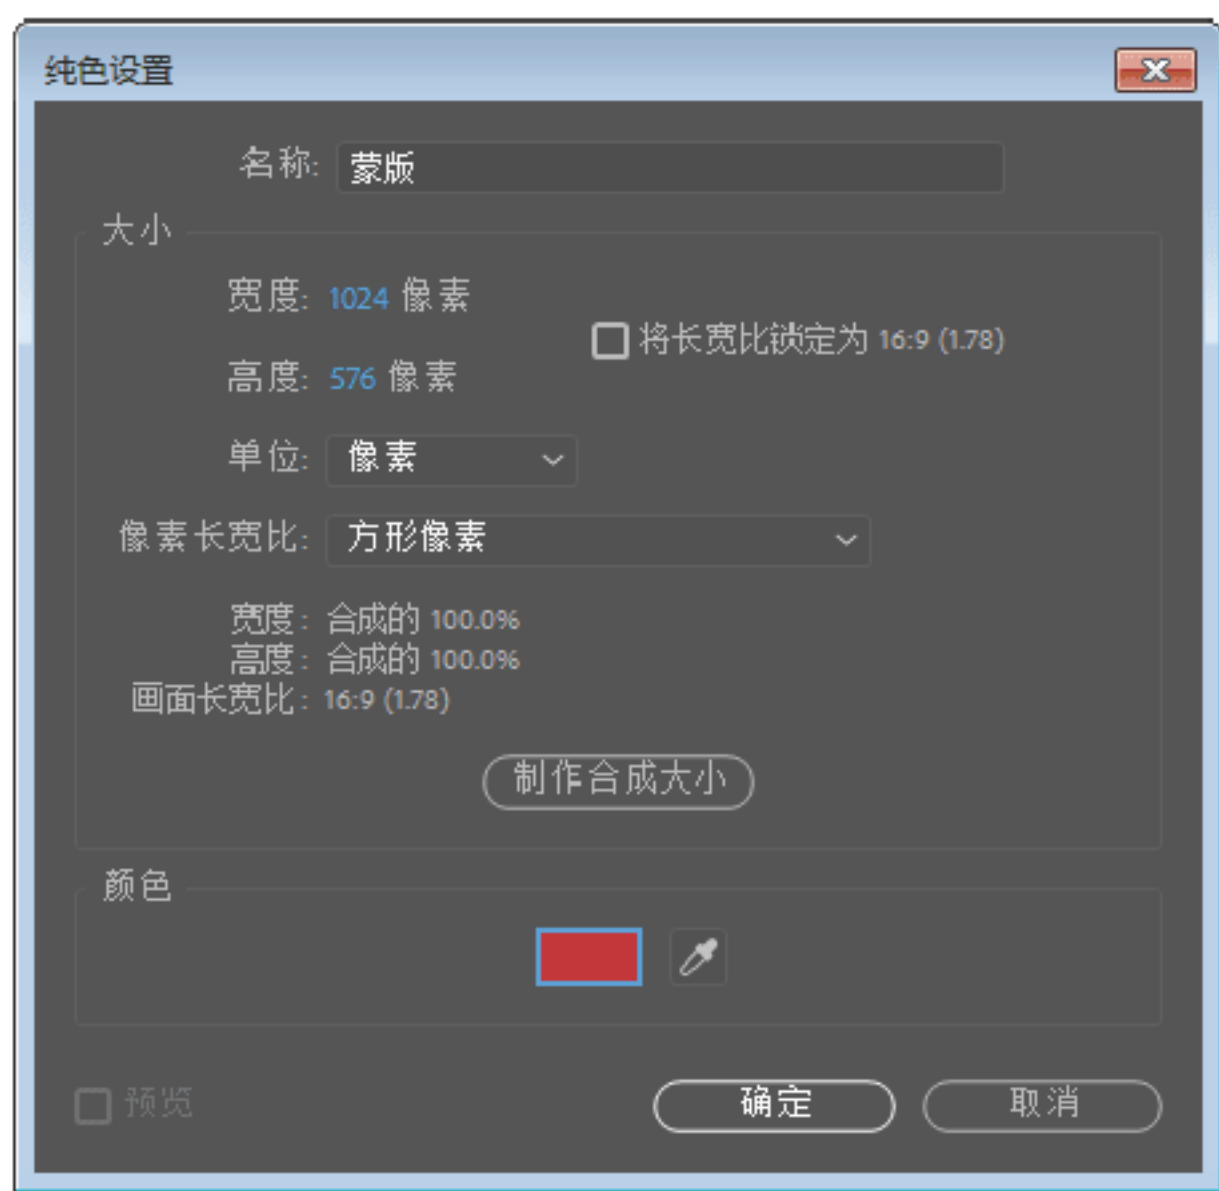 纯色设置
名称: 蒙版
大小
宽度: 1024 像素
将长宽比锁定为 16:9 (1.78)
高度: 576 像素
单位: 像素
像素长宽比: 方形像素
宽度: 合成的 100.0%
高度: 合成的 100.0%
画面长宽比: 16:9 (1.78)
制作合成大小
颜色
预览
确定
取消